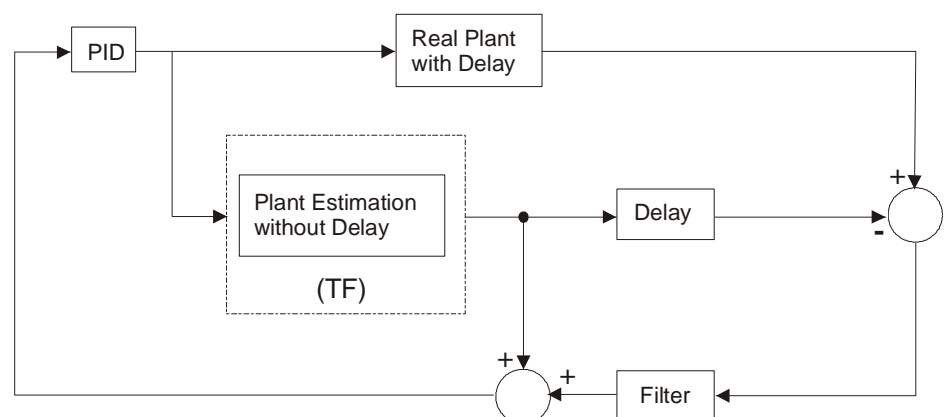 PID
Real Plant
with Delay
Plant Estimation
without Delay
(TF)
Delay
+
-
+
+
Filter